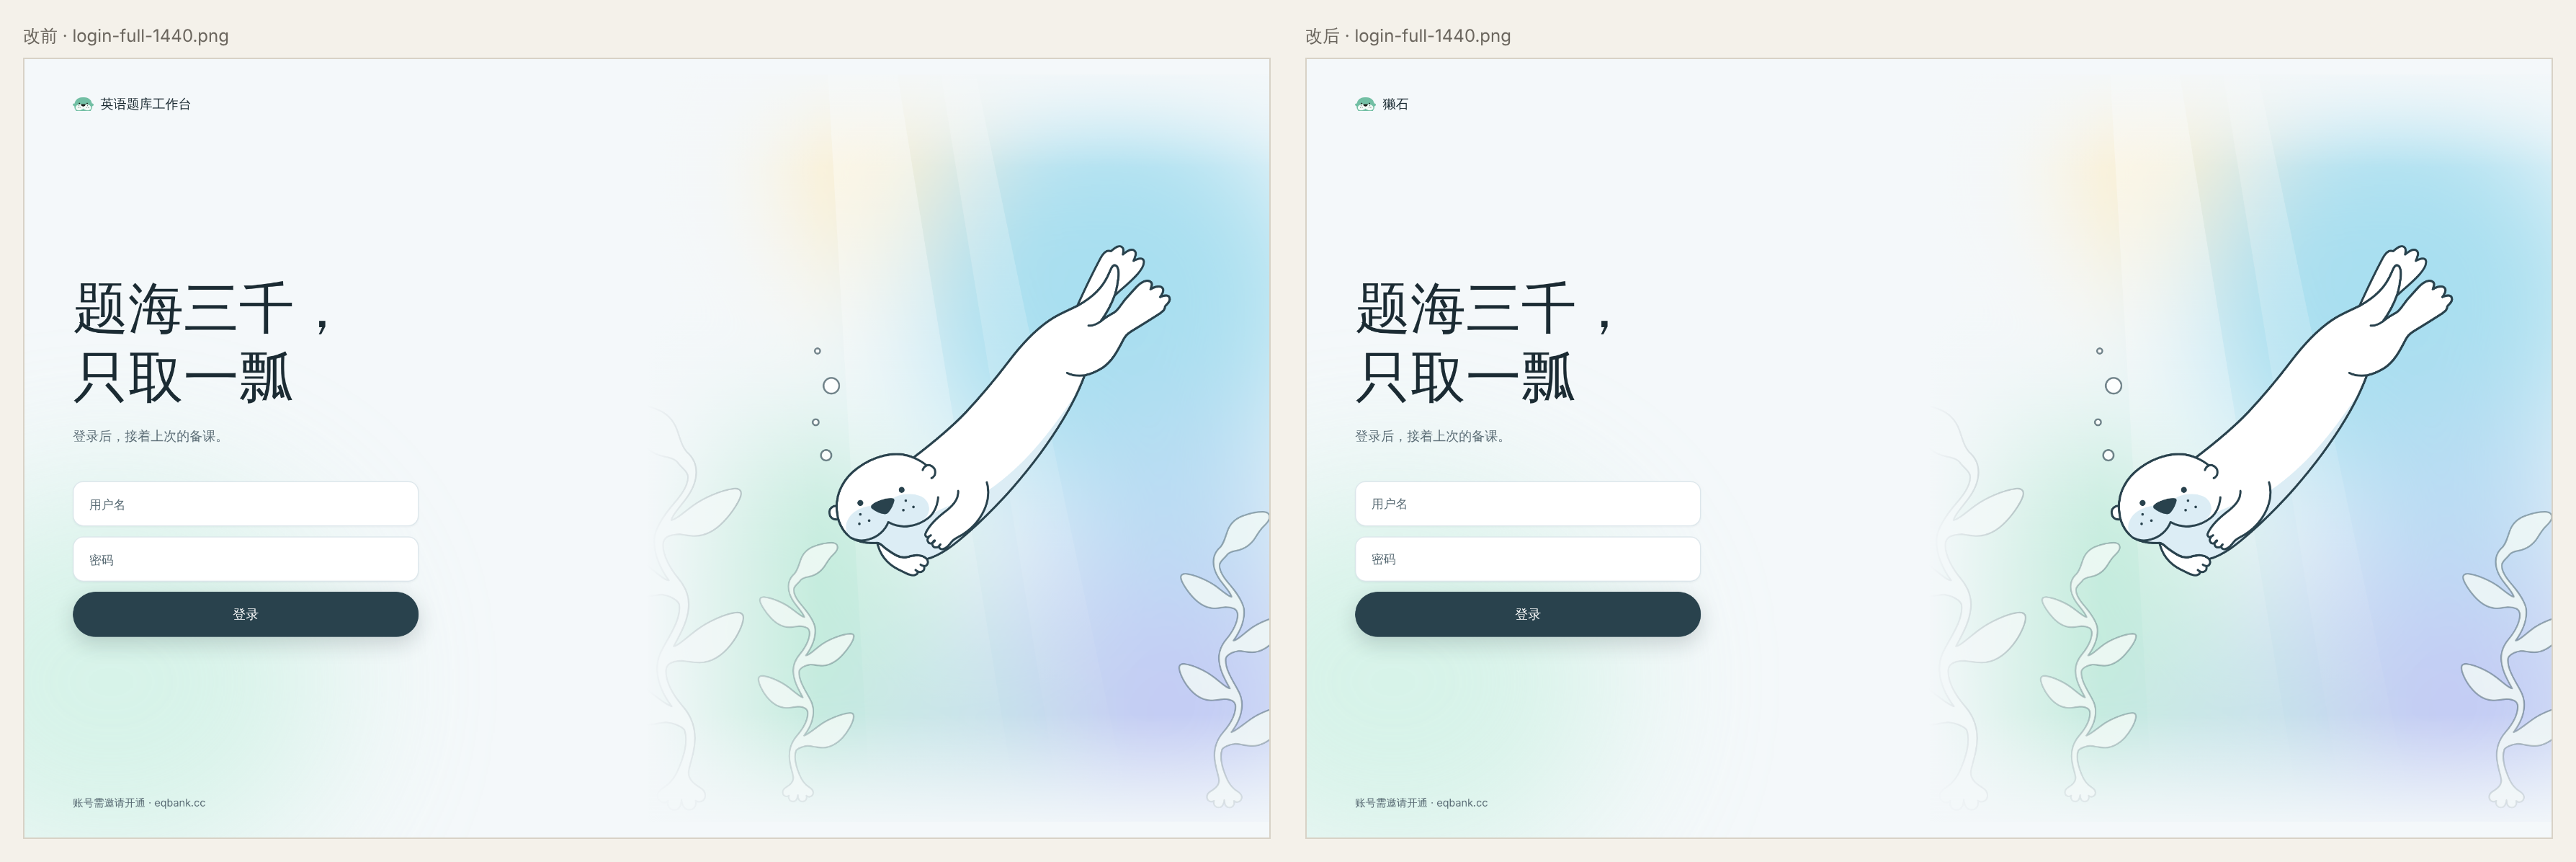 改前 · login-full-1440.png
英语题库工作台
题海三千，
只取一瓢
登录后，接着上次的备课。
用户名
密码
登录
账号需邀请开通 · eqbank.cc
改后 · login-full-1440.png
獭石
题海三千，
只取一瓢
登录后，接着上次的备课。
用户名
密码
登录
账号需邀请开通 · eqbank.cc